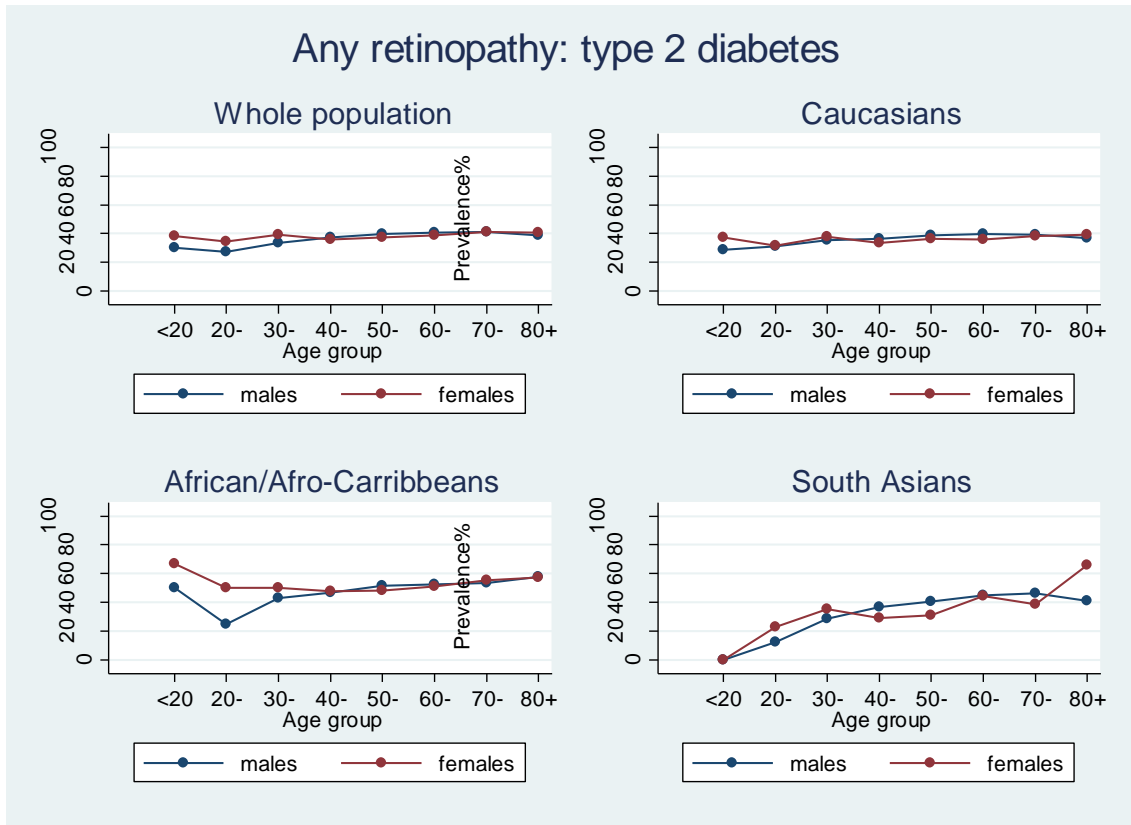 Any retinopathy: type 2 diabetes
Whole population
100
80
60
40
20
0
Prevalence%
<20 20- 30- 40- 50- 60- 70- 80+
Age group
males females
Caucasians
100
80
60
40
20
0
<20 20- 30- 40- 50- 60- 70- 80+
Age group
males females
African/Afro-Carribbeans
100
80
60
40
20
0
Prevalence%
<20 20- 30- 40- 50- 60- 70- 80+
Age group
males females
South Asians
100
80
60
40
20
0
<20 20- 30- 40- 50- 60- 70- 80+
Age group
males females